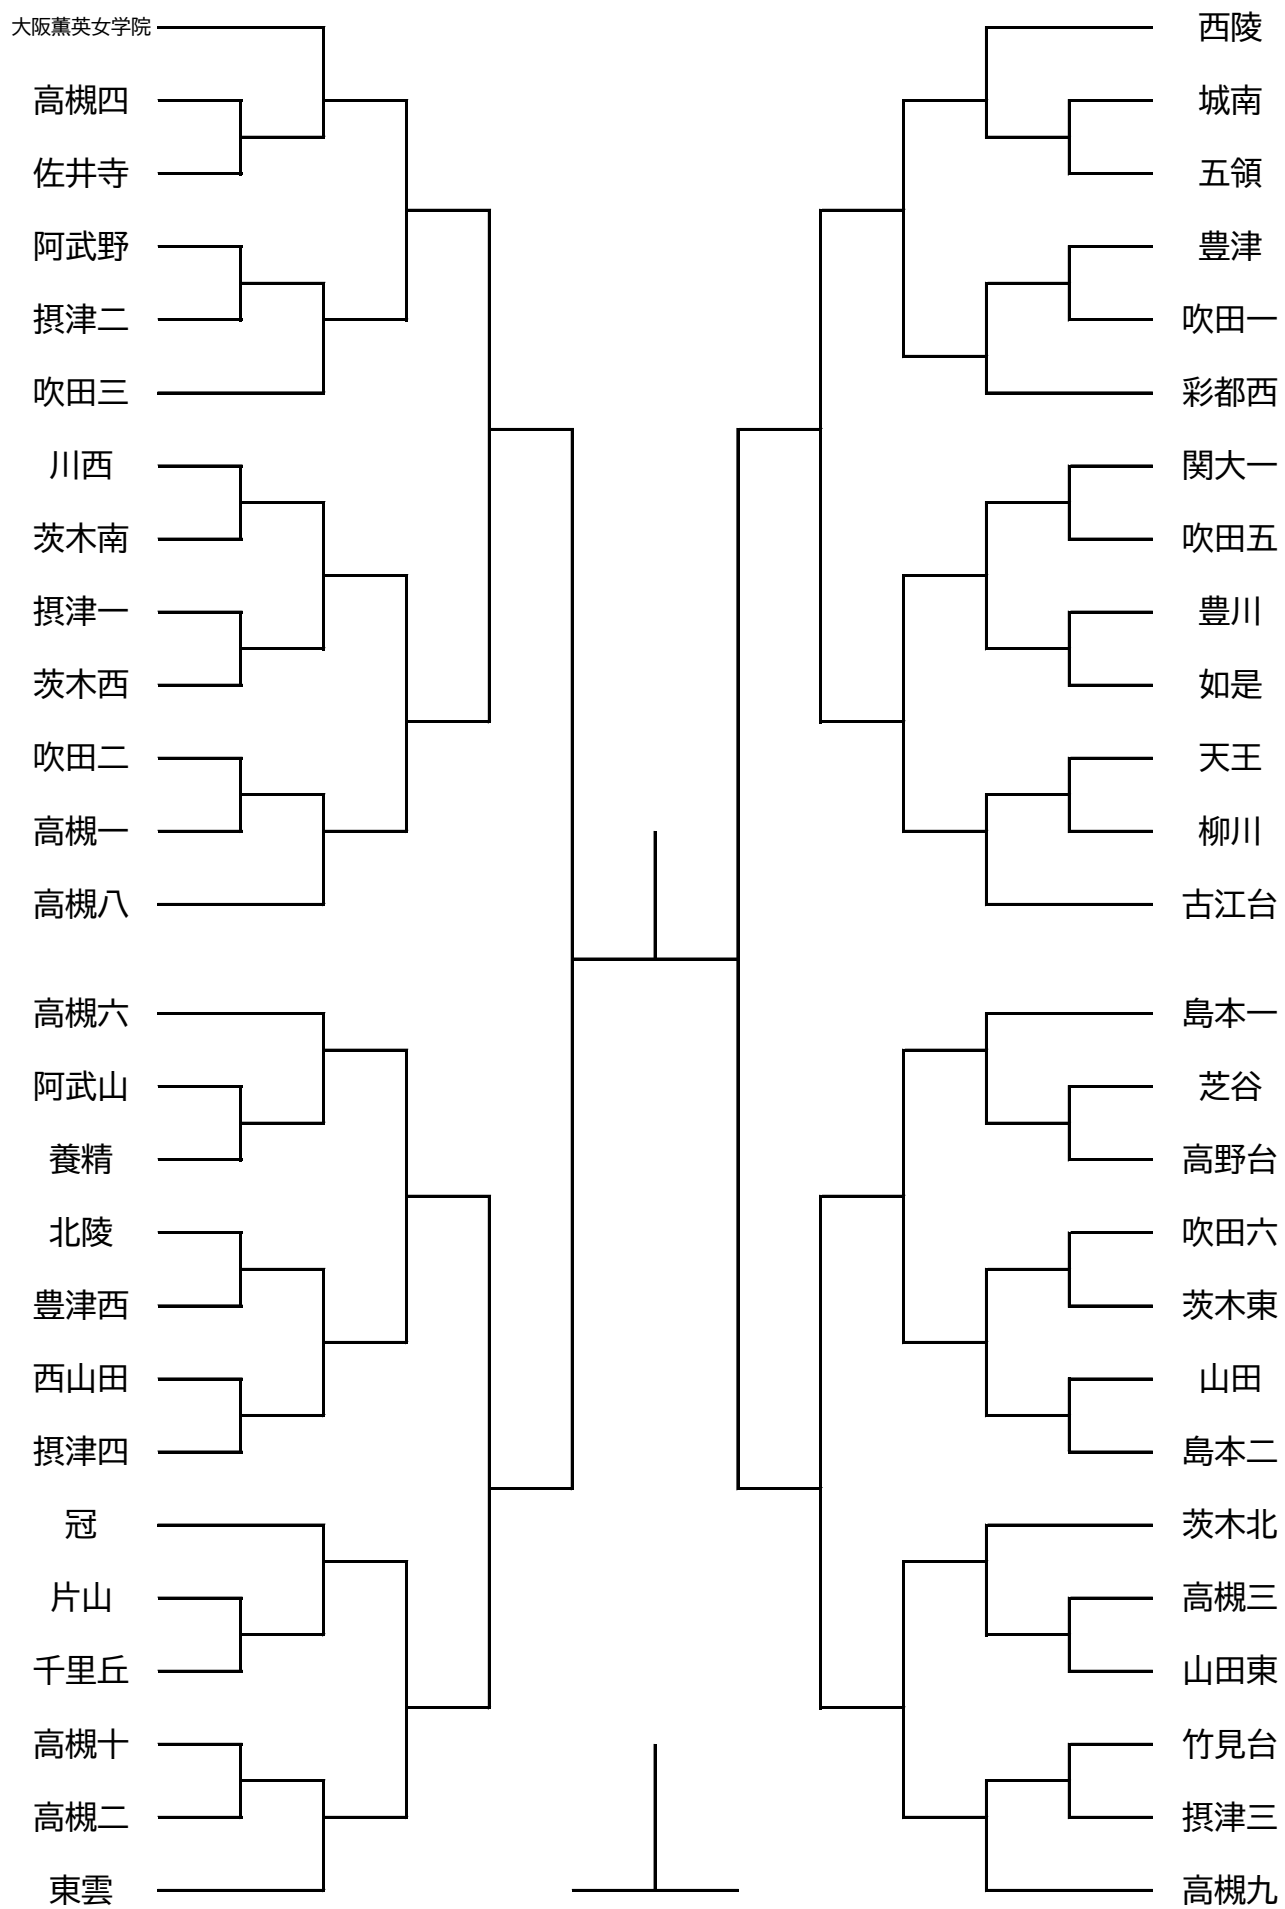 大阪薫英女学院
高槻四
佐井寺
阿武野
摂津二
吹田三
川西
茨木南
摂津一
茨木西
吹田二
高槻一
高槻八
高槻六
阿武山
養精
北陵
豊津西
西山田
摂津四
冠
片山
千里丘
高槻十
高槻二
東雲
西陵
城南
五領
豊津
吹田一
彩都西
関大一
吹田五
豊川
如是
天王
柳川
古江台
島本一
芝谷
高野台
吹田六
茨木東
山田
島本二
茨木北
高槻三
山田東
竹見台
摂津三
高槻九